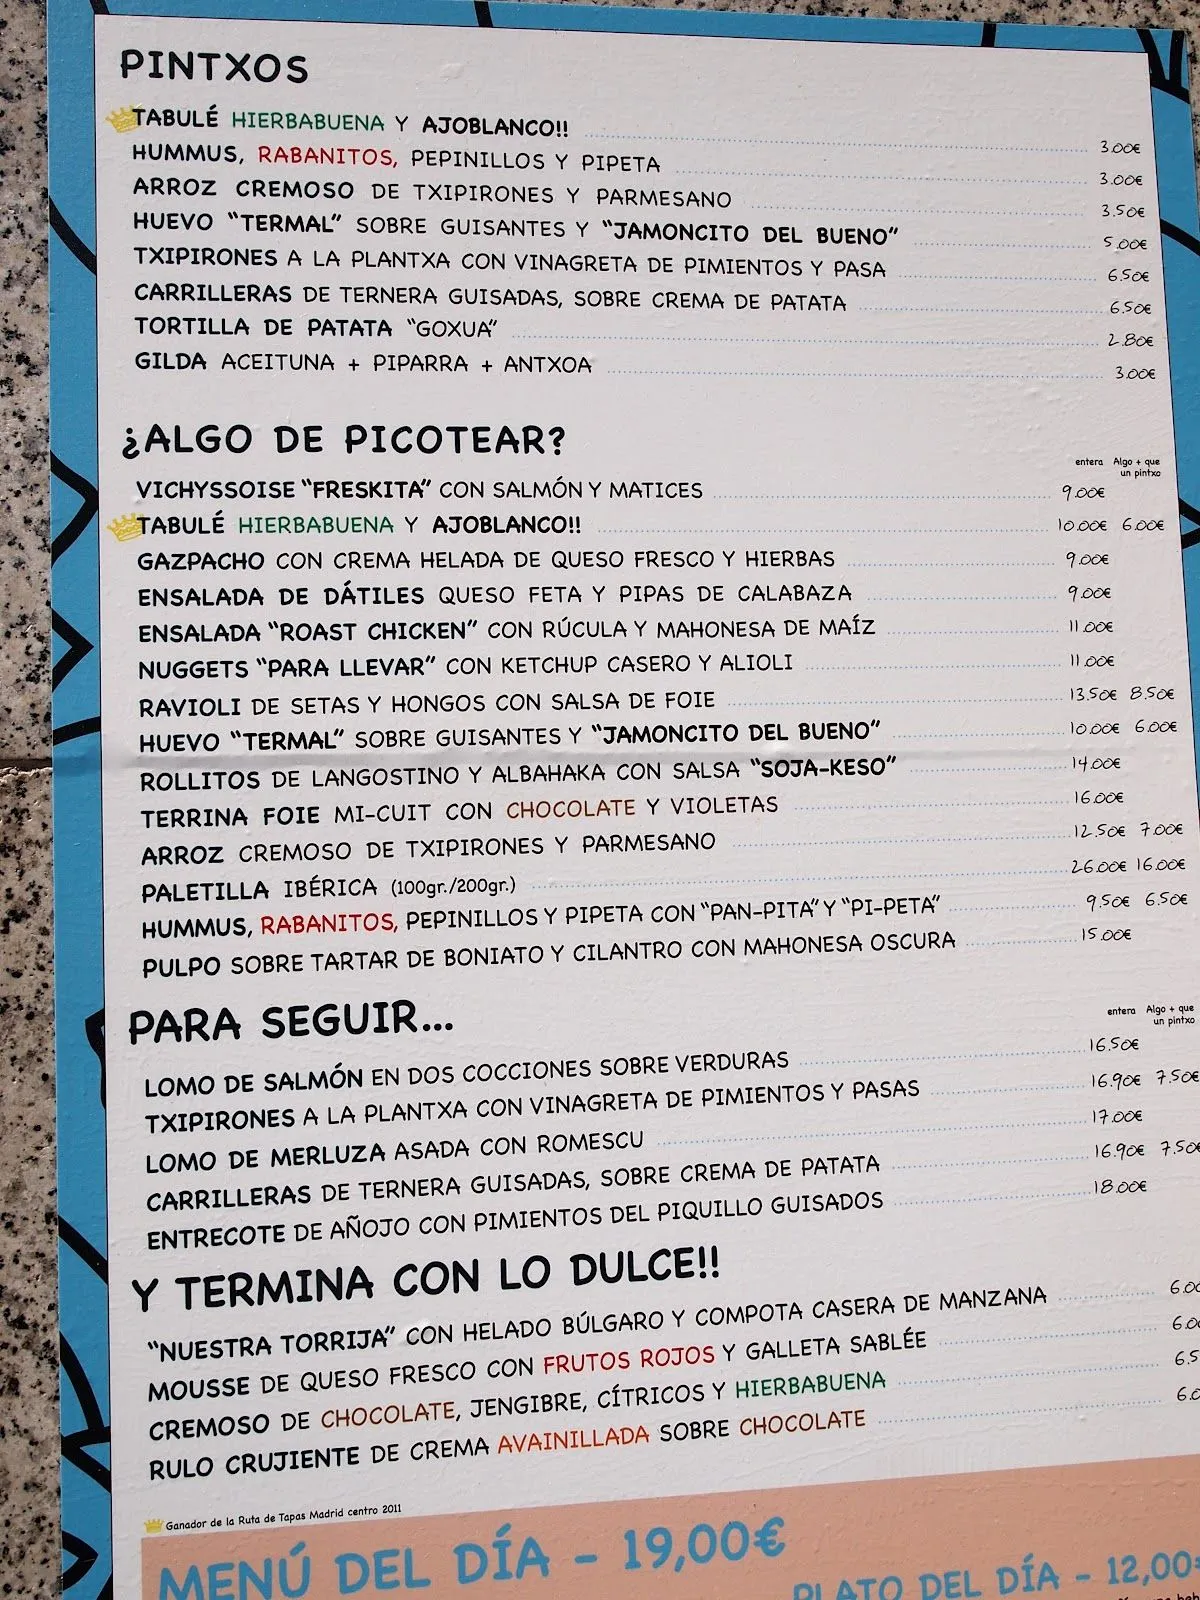 PINTXOS
TABULÉ HIERBABUENA Y AJOBLANCO!! 3.00€
HUMMUS, RABANITOS, PEPINILLOS Y PIPETA 3.00€
ARROZ CREMOSO DE TXIPIRONES Y PARMESANO 3.50€
HUEVO "TERMAL" SOBRE GUISANTES Y "JAMONCITO DEL BUENO" 5.00€
TXIPIRONES A LA PLANTXA CON VINAGRETA DE PIMIENTOS Y PASA 6.50€
CARRILLERAS DE TERNERA GUISADAS, SOBRE CREMA DE PATATA 6.50€
TORTILLA DE PATATA "GOXUA" 2.80€
GILDA ACEITUNA + PIPARRA + ANTXOA 3.00€
¿ALGO DE PICOTEAR?
entera Algo + que un pintxo
VICHYSSOISE "FRESKITA" CON SALMÓN Y MATICES 9.00€
TABULÉ HIERBABUENA Y AJOBLANCO!! 10.00€ 6.00€
GAZPACHO CON CREMA HELADA DE QUESO FRESCO Y HIERBAS 9.00€
ENSALADA DE DÁTILES QUESO FETA Y PIPAS DE CALABAZA 9.00€
ENSALADA "ROAST CHICKEN" CON RÚCULA Y MAHONESA DE MAÍZ 11.00€
NUGGETS "PARA LLEVAR" CON KETCHUP CASERO Y ALIOLI 11.00€
RAVIOLI DE SETAS Y HONGOS CON SALSA DE FOIE 13.50€ 8.50€
HUEVO "TERMAL" SOBRE GUISANTES Y "JAMONCITO DEL BUENO" 10.00€ 6.00€
ROLLITOS DE LANGOSTINO Y ALBAHAKA CON SALSA "SOJA-KESO" 14.00€
TERRINA FOIE MI-CUIT CON CHOCOLATE Y VIOLETAS 16.00€
ARROZ CREMOSO DE TXIPIRONES Y PARMESANO 12.50€ 7.00€
PALETILLA IBÉRICA (100gr./200gr.) 26.00€ 16.00€
HUMMUS, RABANITOS, PEPINILLOS Y PIPETA CON "PAN-PITA" Y "PI-PETA" 9.50€ 6.50€
PULPO SOBRE TARTAR DE BONIATO Y CILANTRO CON MAHONESA OSCURA 15.00€
PARA SEGUIR...
entera Algo + que un pintxo
LOMO DE SALMÓN EN DOS COCCIONES SOBRE VERDURAS 16.50€
TXIPIRONES A LA PLANTXA CON VINAGRETA DE PIMIENTOS Y PASAS 16.90€ 7.50€
LOMO DE MERLUZA ASADA CON ROMESCU 17.00€
CARRILLERAS DE TERNERA GUISADAS, SOBRE CREMA DE PATATA 16.90€ 7.50€
ENTRECOTE DE AÑOJO CON PIMIENTOS DEL PIQUILLO GUISADOS 18.00€
Y TERMINA CON LO DULCE!!
"NUESTRA TORRIJA" CON HELADO BÚLGARO Y COMPOTA CASERA DE MANZANA 6.00
MOUSSE DE QUESO FRESCO CON FRUTOS ROJOS Y GALLETA SABLÉE 6.00
CREMOSO DE CHOCOLATE, JENGIBRE, CÍTRICOS Y HIERBABUENA 6.5
RULO CRUJIENTE DE CREMA AVAINILLADA SOBRE CHOCOLATE 6.0
Ganador de la Ruta de Tapas Madrid centro 2011
MENÚ DEL DÍA - 19,00€
PLATO DEL DÍA - 12,00€